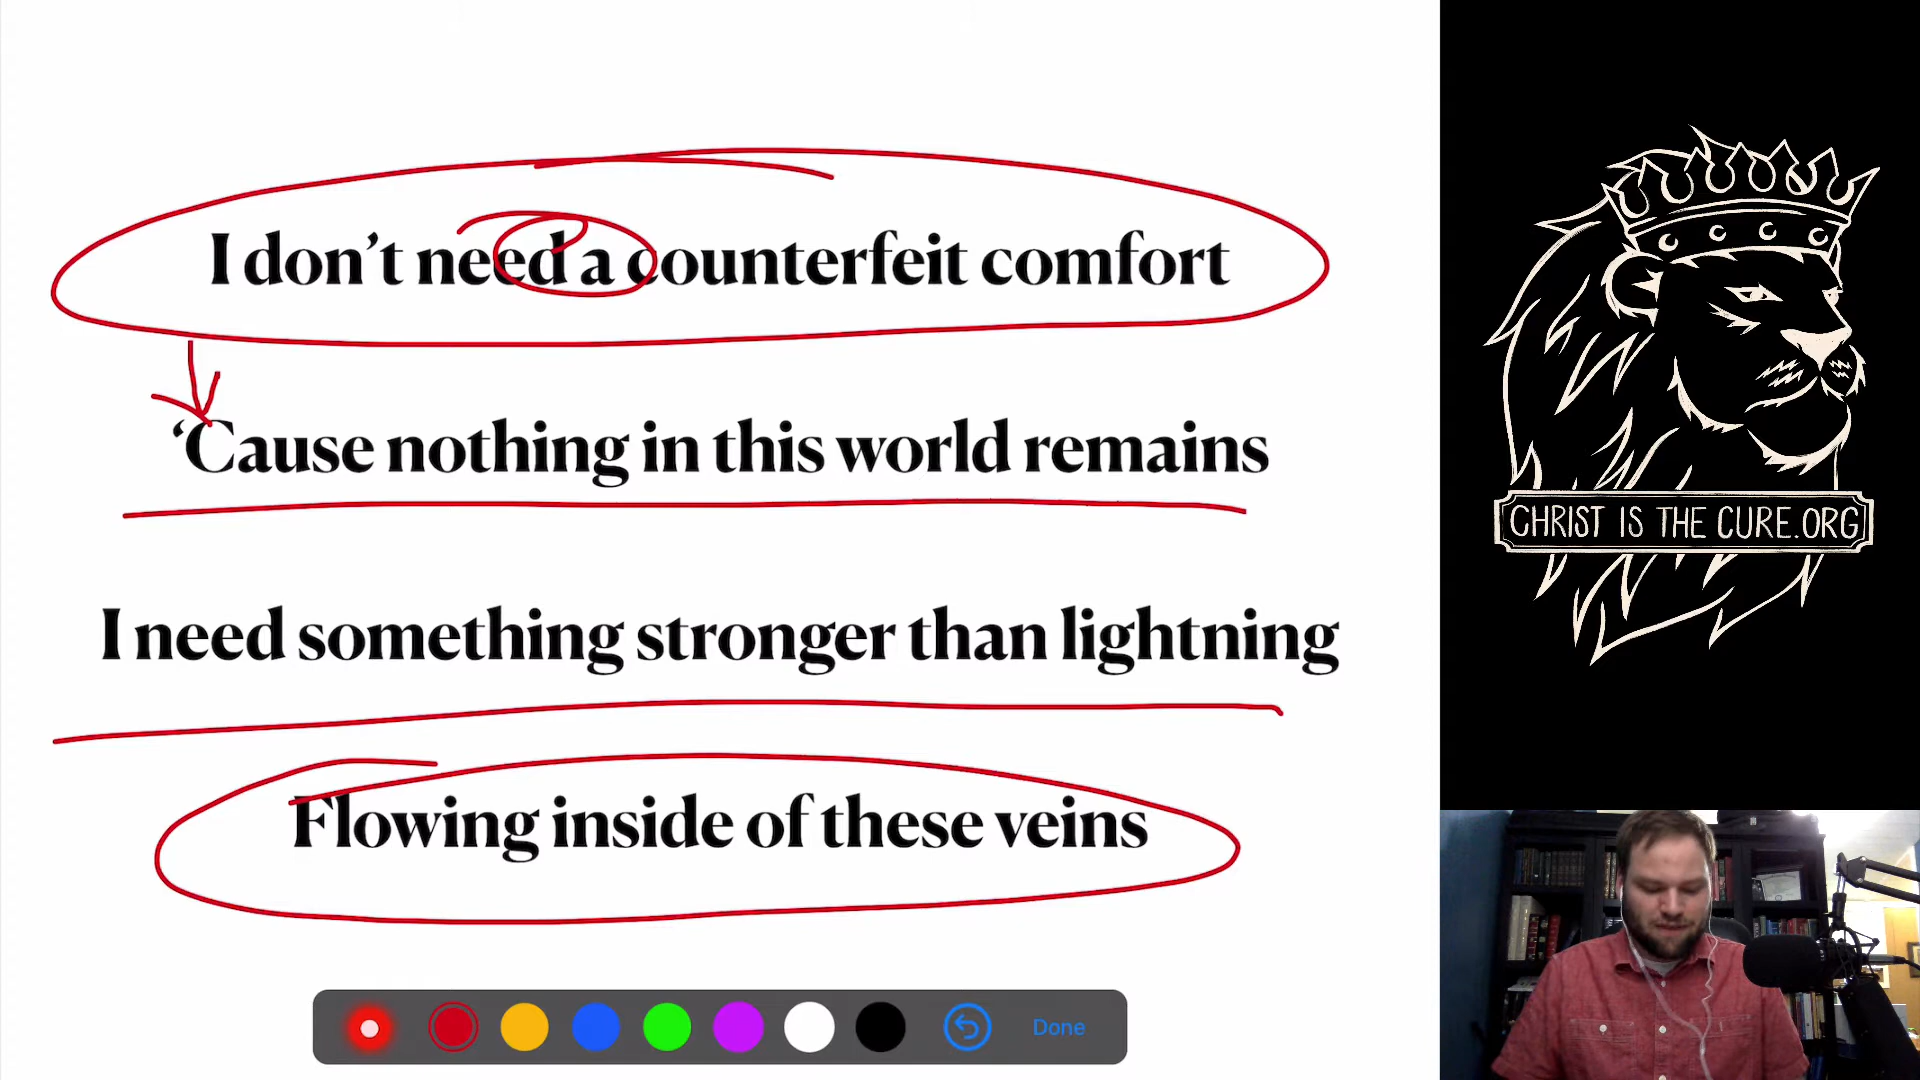 I don’t need a counterfeit comfort
‘Cause nothing in this world remains
I need something stronger than lightning
Flowing inside of these veins
Done
CHRIST IS THE CURE.ORG